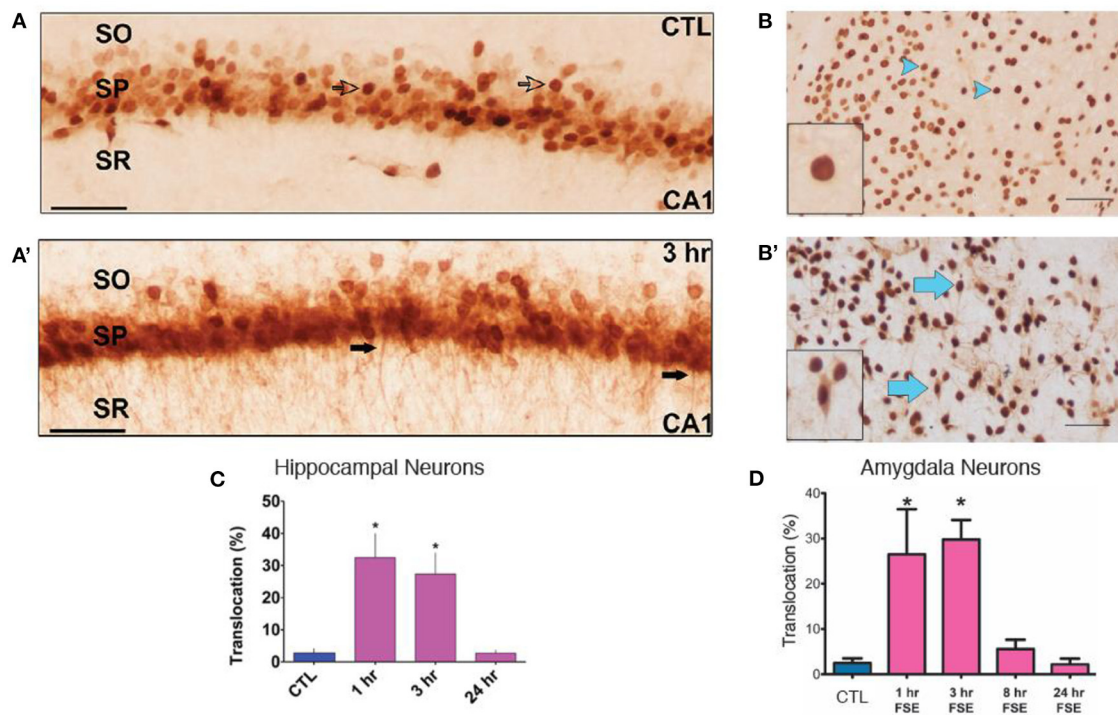 A
SO
SP
SR
CTL
CA1
B
A'
SO
SP
SR
3 hr
CA1
B'
C
Hippocampal Neurons
Translocation (%)
50
40
30
20
10
0
CTL
1 hr
3 hr
24 hr
*
*
D
Amygdala Neurons
Translocation (%)
40
30
20
10
0
CTL
1 hr
FSE
3 hr
FSE
8 hr
FSE
24 hr
FSE
*
*